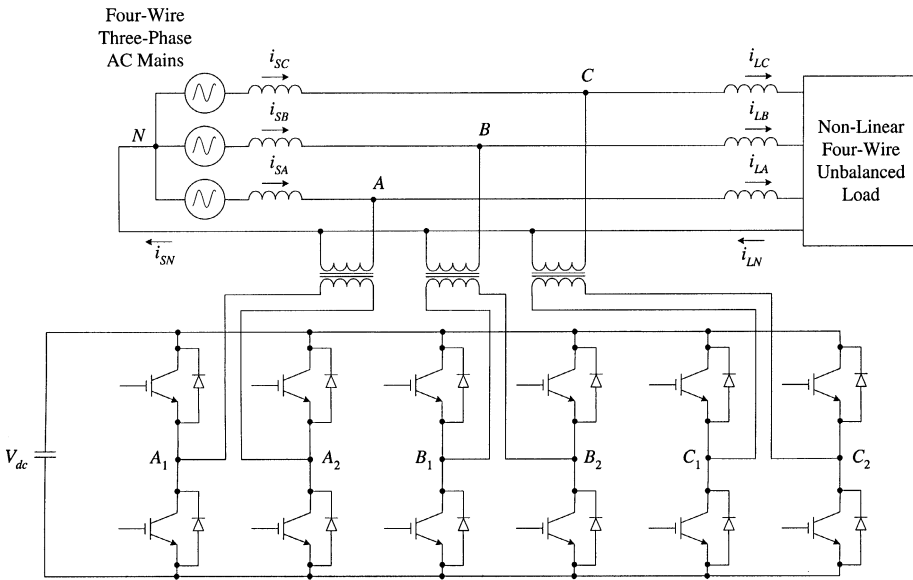 Four-Wire
Three-Phase
AC Mains
i_SC
C
i_LC
N
i_SB
B
i_LB
i_SA
A
i_LA
Non-Linear
Four-Wire
Unbalanced
Load
i_SN
i_LN
V_dc
A_1
A_2
B_1
B_2
C_1
C_2